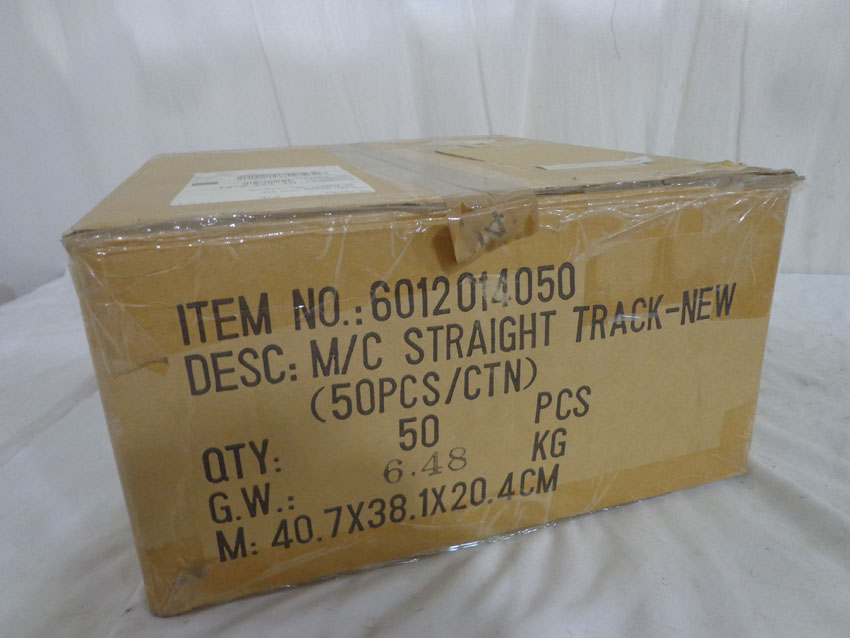 ITEM NO.: 6012014050
DESC: M/C STRAIGHT TRACK-NEW
(50PCS/CTN)
QTY: 50 PCS
G.W.: 6.48 KG
M: 40.7X38.1X20.4CM